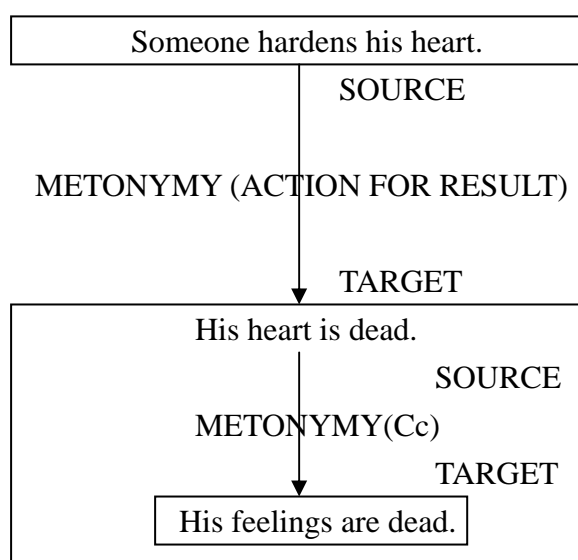 Someone hardens his heart.
SOURCE
METONYMY (ACTION FOR RESULT)
TARGET
His heart is dead.
SOURCE
METONYMY(Cc)
TARGET
His feelings are dead.